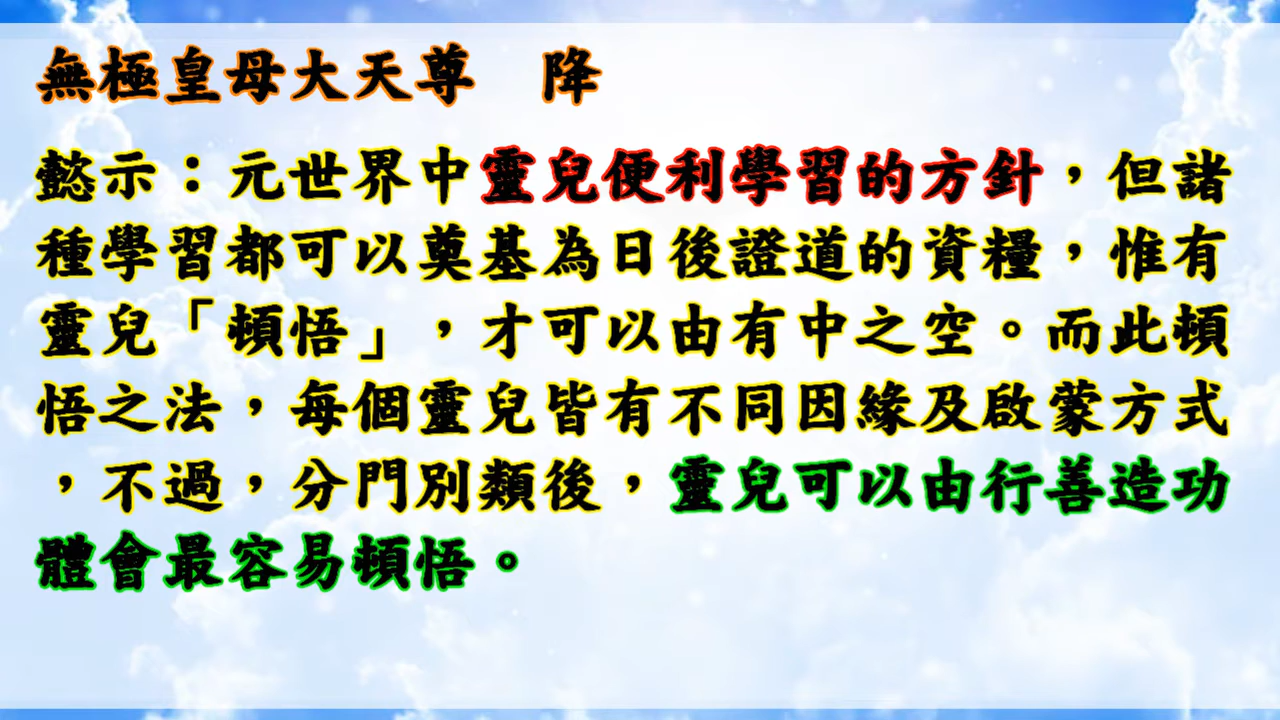 無極皇母大天尊　降
懿示：元世界中靈兒便利學習的方針，但諸
種學習都可以奠基為日後證道的資糧，惟有
靈兒「頓悟」，才可以由有中之空。而此頓
悟之法，每個靈兒皆有不同因緣及啟蒙方式
，不過，分門別類後，靈兒可以由行善造功
體會最容易頓悟。